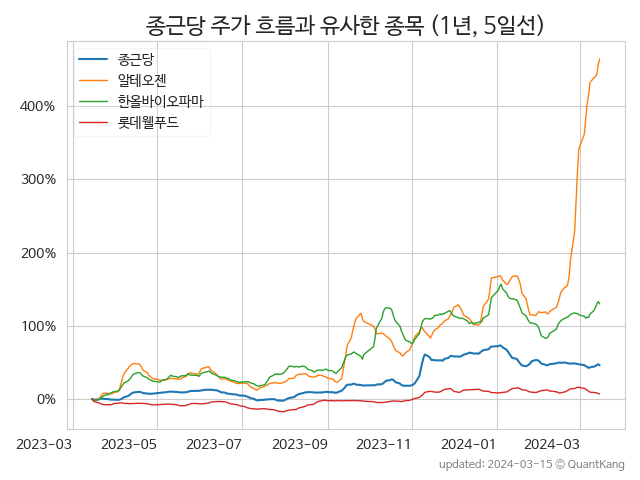 종근당 주가 흐름과 유사한 종목 (1년, 5일선)
종근당
알테오젠
한올바이오파마
롯데웰푸드
400%
300%
200%
100%
0%
2023-03 2023-05 2023-07 2023-09 2023-11 2024-01 2024-03
updated: 2024-03-15 © QuantKang